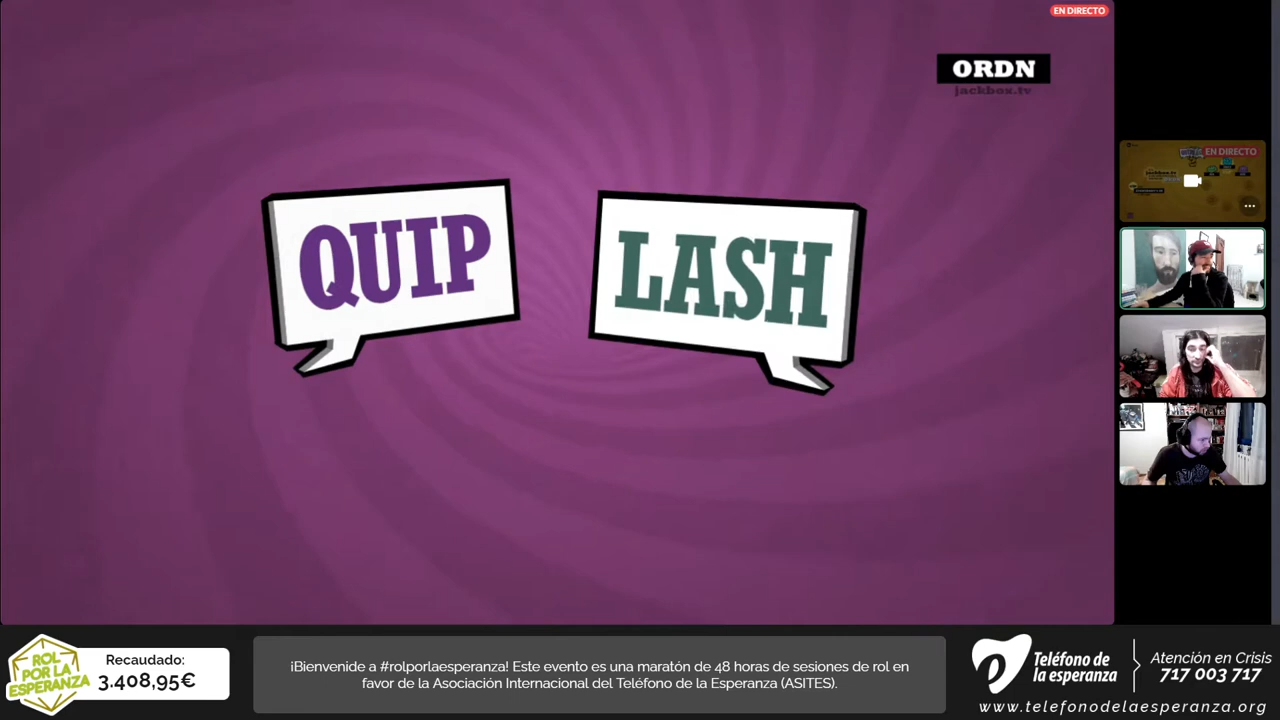 EN DIRECTO
ORDN
jackbox.tv
QUIP
LASH
EN DIRECTO
ROL
POR LA
ESPERANZA
Recaudado:
3.408,95€
¡Bienvenide a #rolporlaesperanza! Este evento es una maratón de 48 horas de sesiones de rol en
favor de la Asociación Internacional del Teléfono de la Esperanza (ASITES).
Teléfono de
la esperanza
Atención en Crisis
717 003 717
www.telefonodelaesperanza.org